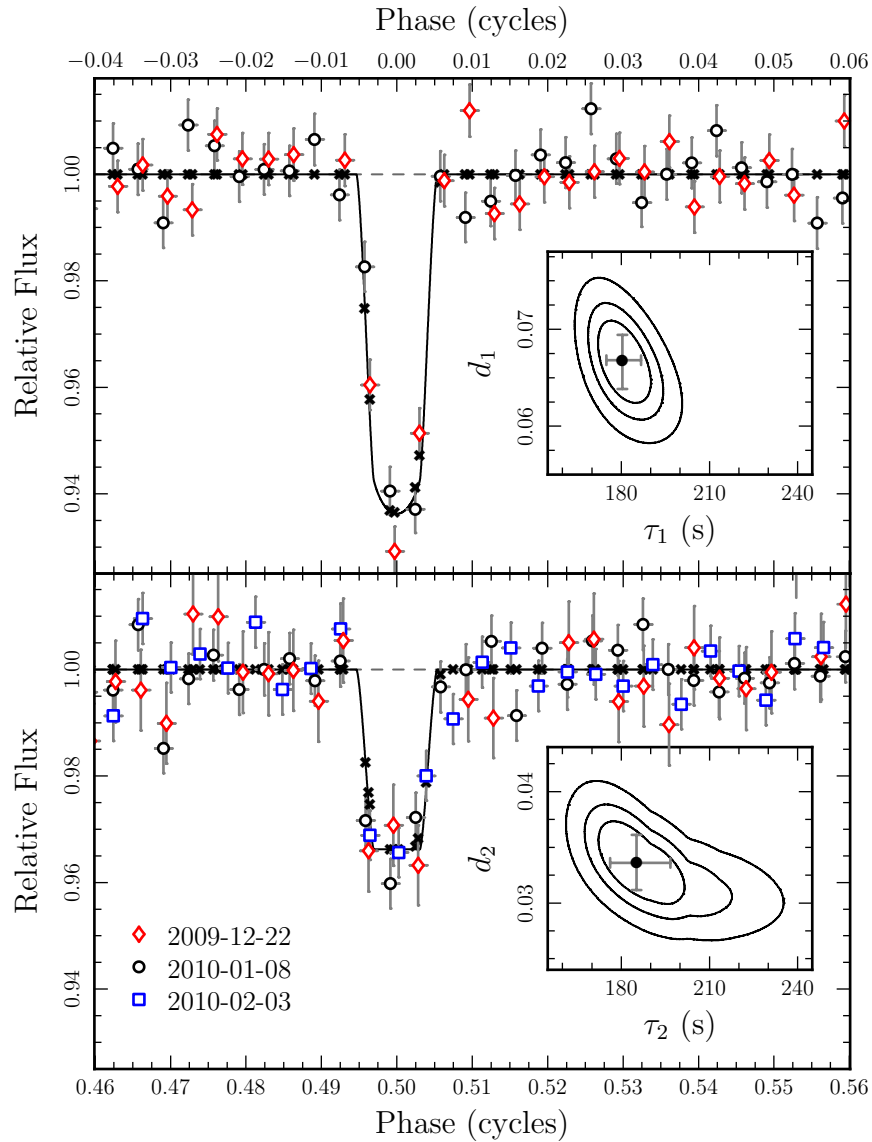 Phase (cycles)
−0.04 −0.03 −0.02 −0.01 0.00 0.01 0.02 0.03 0.04 0.05 0.06
Relative Flux
1.00
0.98
0.96
0.94
d₁
0.07
0.06
180 210 240
τ₁ (s)
Relative Flux
1.00
0.98
0.96
0.94
d₂
0.04
0.03
180 210 240
τ₂ (s)
2009-12-22
2010-01-08
2010-02-03
0.46 0.47 0.48 0.49 0.50 0.51 0.52 0.53 0.54 0.55 0.56
Phase (cycles)